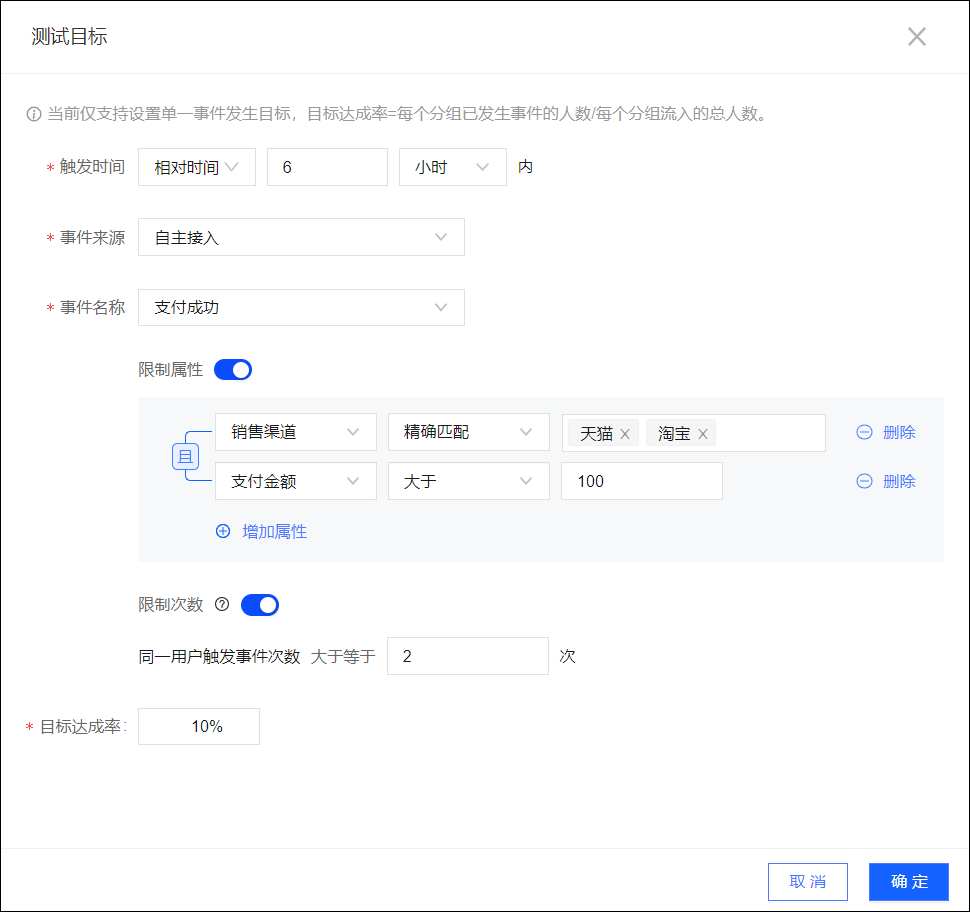 测试目标
当前仅支持设置单一事件发生目标，目标达成率=每个分组已发生事件的人数/每个分组流入的总人数。
* 触发时间 相对时间 6 小时 内
* 事件来源 自主接入
* 事件名称 支付成功
限制属性
销售渠道 精确匹配 天猫 × 淘宝 × 删除
且
支付金额 大于 100 删除
增加属性
限制次数
同一用户触发事件次数 大于等于 2 次
* 目标达成率: 10%
取消 确定